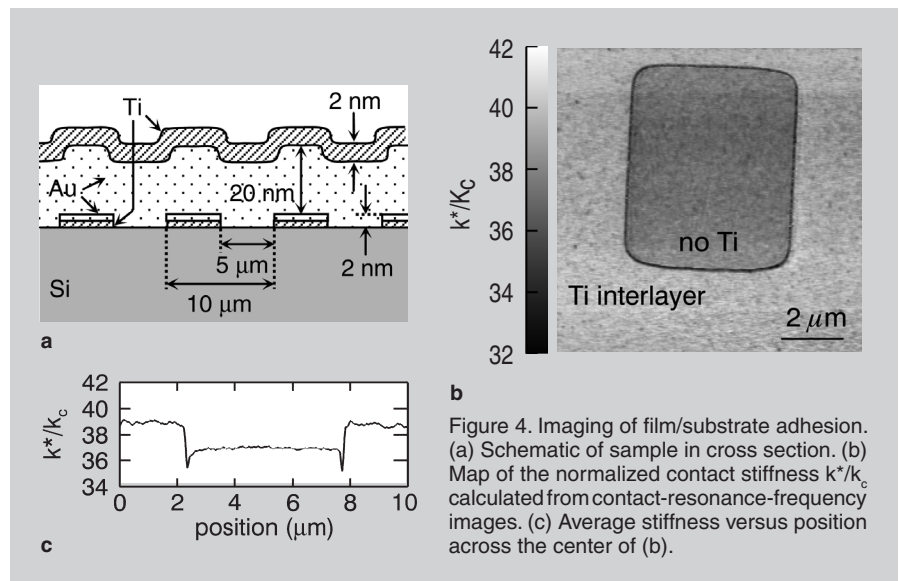 Ti
2 nm
Au
20 nm
5 μm
2 nm
Si
10 μm
a
42
40
38
36
34
32
k*/Kc
no Ti
Ti interlayer
2 μm
b
42
40
38
36
34
k*/kc
0 2 4 6 8 10
position (μm)
c
Figure 4. Imaging of film/substrate adhesion.
(a) Schematic of sample in cross section. (b)
Map of the normalized contact stiffness k*/kc
calculated from contact-resonance-frequency
images. (c) Average stiffness versus position
across the center of (b).